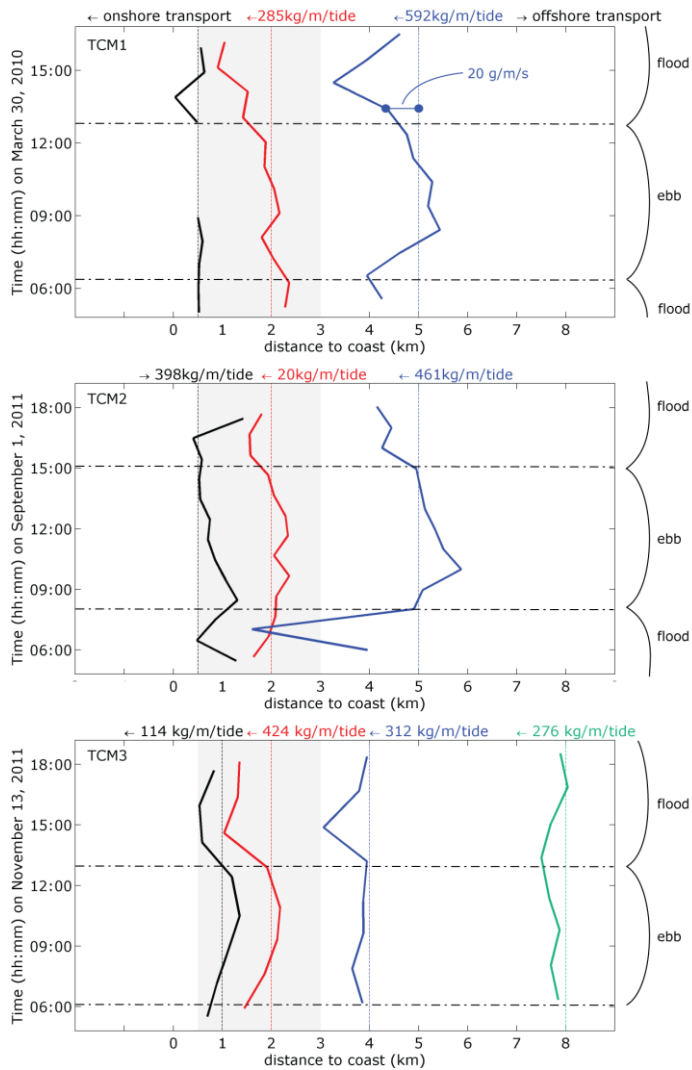 ← onshore transport ←285kg/m/tide ←592kg/m/tide → offshore transport
TCM1
flood
15:00
20 g/m/s
12:00
ebb
09:00
06:00
flood
Time (hh:mm) on March 30, 2010
0 1 2 3 4 5 6 7 8
distance to coast (km)
→ 398kg/m/tide ← 20kg/m/tide ← 461kg/m/tide
TCM2
18:00
flood
15:00
12:00
ebb
09:00
06:00
flood
Time (hh:mm) on September 1, 2011
0 1 2 3 4 5 6 7 8
distance to coast (km)
← 114 kg/m/tide ← 424 kg/m/tide ← 312 kg/m/tide ← 276 kg/m/tide
TCM3
18:00
flood
15:00
12:00
ebb
09:00
06:00
Time (hh:mm) on November 13, 2011
0 1 2 3 4 5 6 7 8
distance to coast (km)